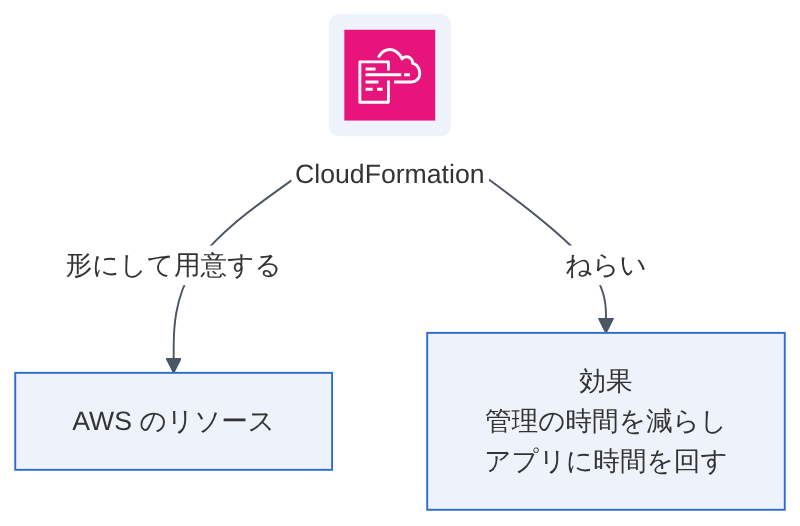 CloudFormation
形にして用意する
ねらい
AWS のリソース
効果
管理の時間を減らし
アプリに時間を回す